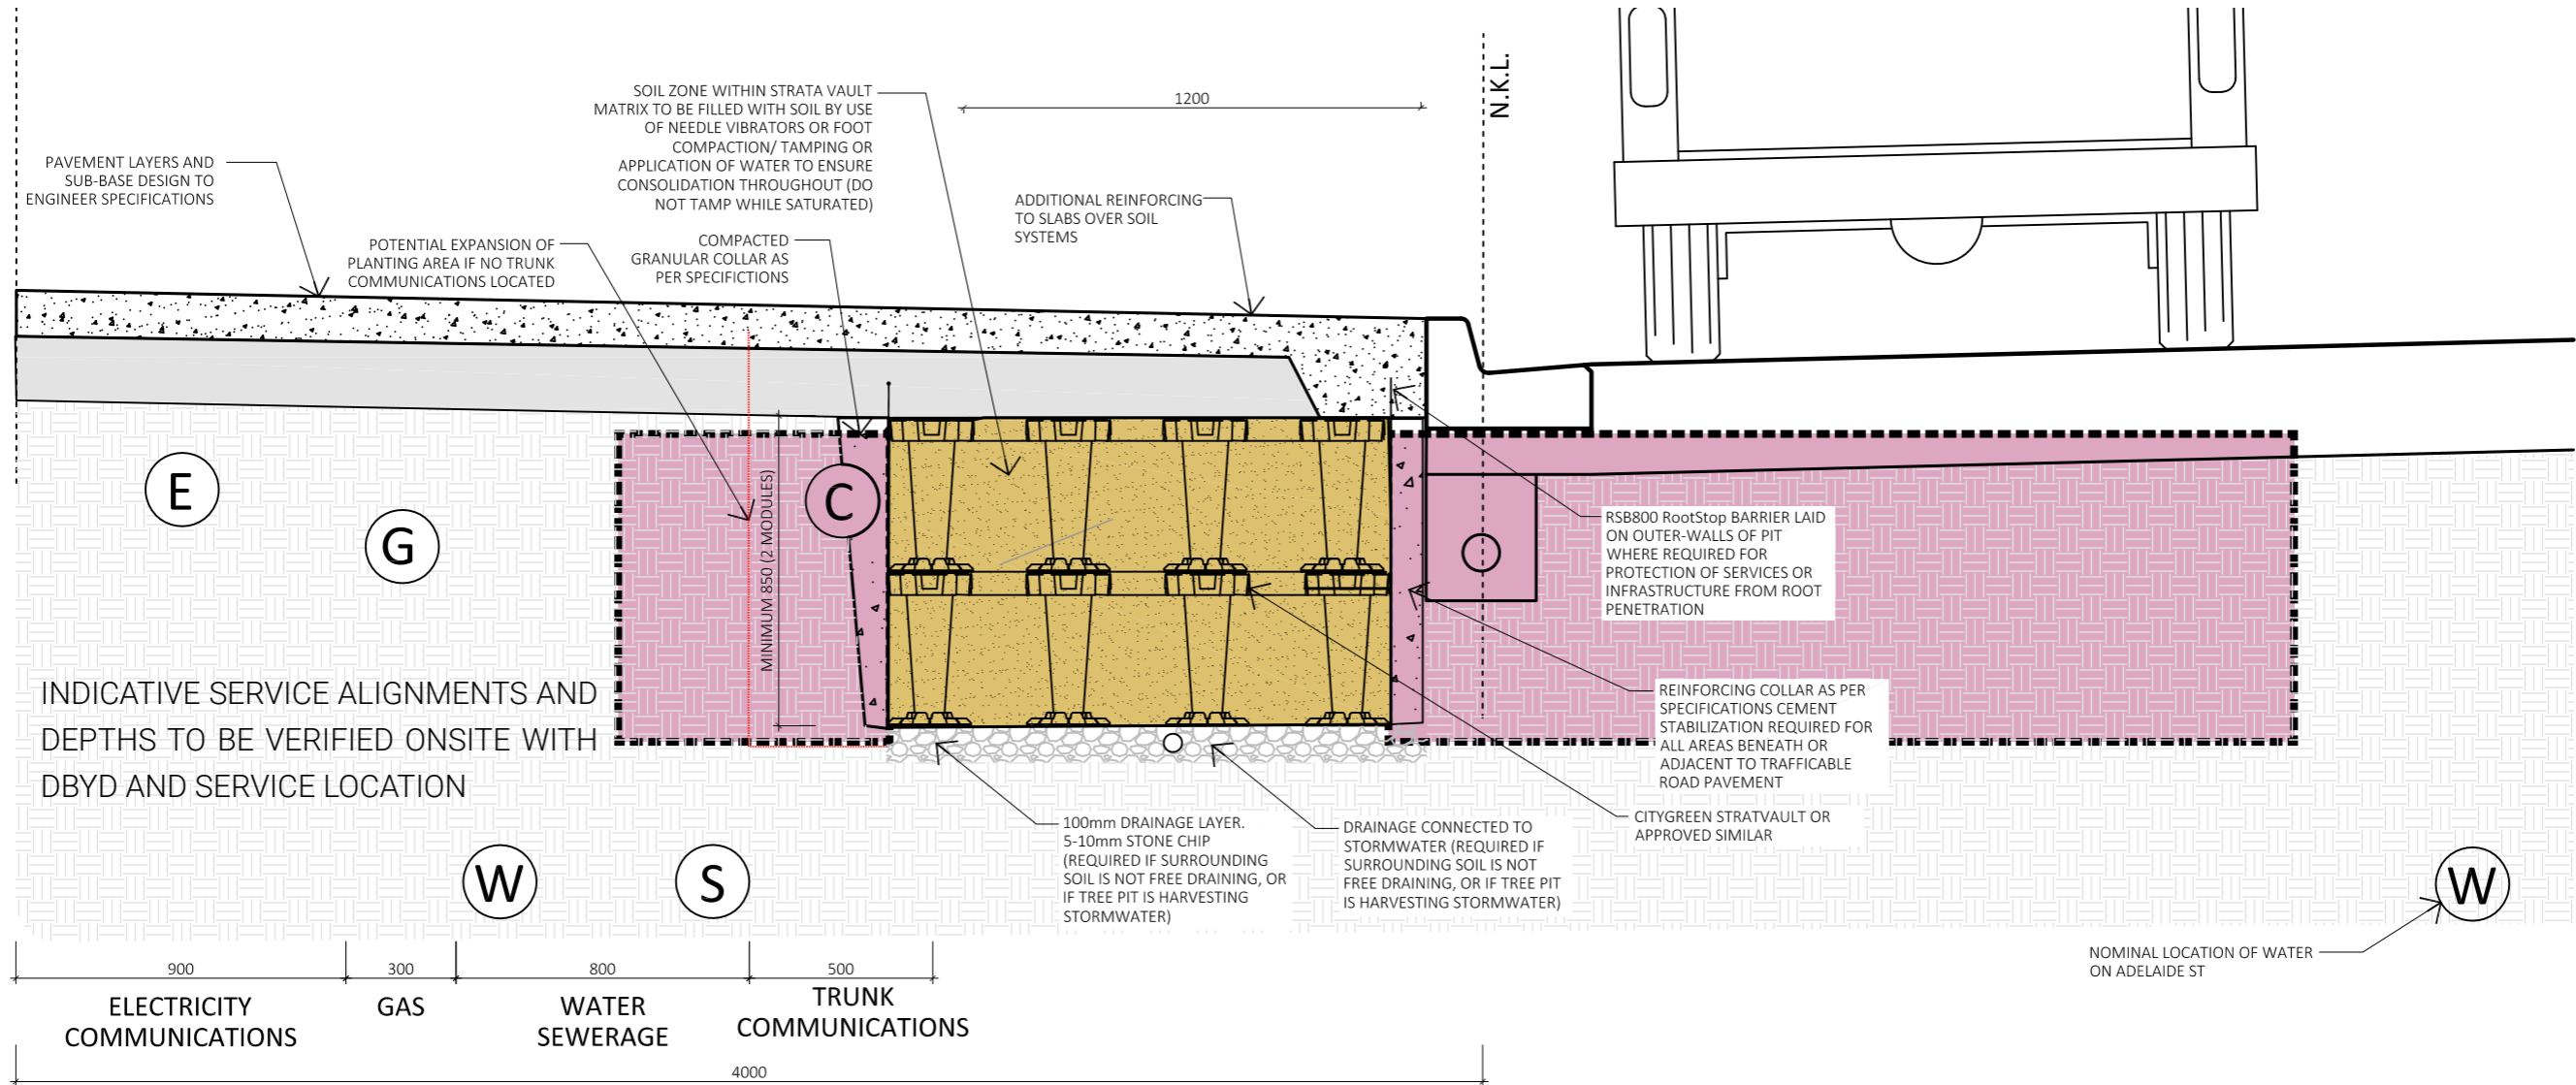 SOIL ZONE WITHIN STRATA VAULT
MATRIX TO BE FILLED WITH SOIL BY USE
OF NEEDLE VIBRATORS OR FOOT
COMPACTION/ TAMPING OR
APPLICATION OF WATER TO ENSURE
CONSOLIDATION THROUGHOUT (DO
NOT TAMP WHILE SATURATED)
1200
N.K.L.
PAVEMENT LAYERS AND
SUB-BASE DESIGN TO
ENGINEER SPECIFICATIONS
ADDITIONAL REINFORCING
TO SLABS OVER SOIL
SYSTEMS
POTENTIAL EXPANSION OF
PLANTING AREA IF NO TRUNK
COMMUNICATIONS LOCATED
COMPACTED
GRANULAR COLLAR AS
PER SPECIFICTIONS
E
G
C
MINIMUM 850 (2 MODULES)
RSB800 RootStop BARRIER LAID
ON OUTER-WALLS OF PIT
WHERE REQUIRED FOR
PROTECTION OF SERVICES OR
INFRASTRUCTURE FROM ROOT
PENETRATION
INDICATIVE SERVICE ALIGNMENTS AND
DEPTHS TO BE VERIFIED ONSITE WITH
DBYD AND SERVICE LOCATION
REINFORCING COLLAR AS PER
SPECIFICATIONS CEMENT
STABILIZATION REQUIRED FOR
ALL AREAS BENEATH OR
ADJACENT TO TRAFFICABLE
ROAD PAVEMENT
CITYGREEN STRATVAULT OR
APPROVED SIMILAR
100mm DRAINAGE LAYER.
5-10mm STONE CHIP
(REQUIRED IF SURROUNDING
SOIL IS NOT FREE DRAINING, OR
IF TREE PIT IS HARVESTING
STORMWATER)
DRAINAGE CONNECTED TO
STORMWATER (REQUIRED IF
SURROUNDING SOIL IS NOT
FREE DRAINING, OR IF TREE PIT
IS HARVESTING STORMWATER)
W
S
W
NOMINAL LOCATION OF WATER
ON ADELAIDE ST
900
300
800
500
ELECTRICITY
COMMUNICATIONS
GAS
WATER
SEWERAGE
TRUNK
COMMUNICATIONS
4000